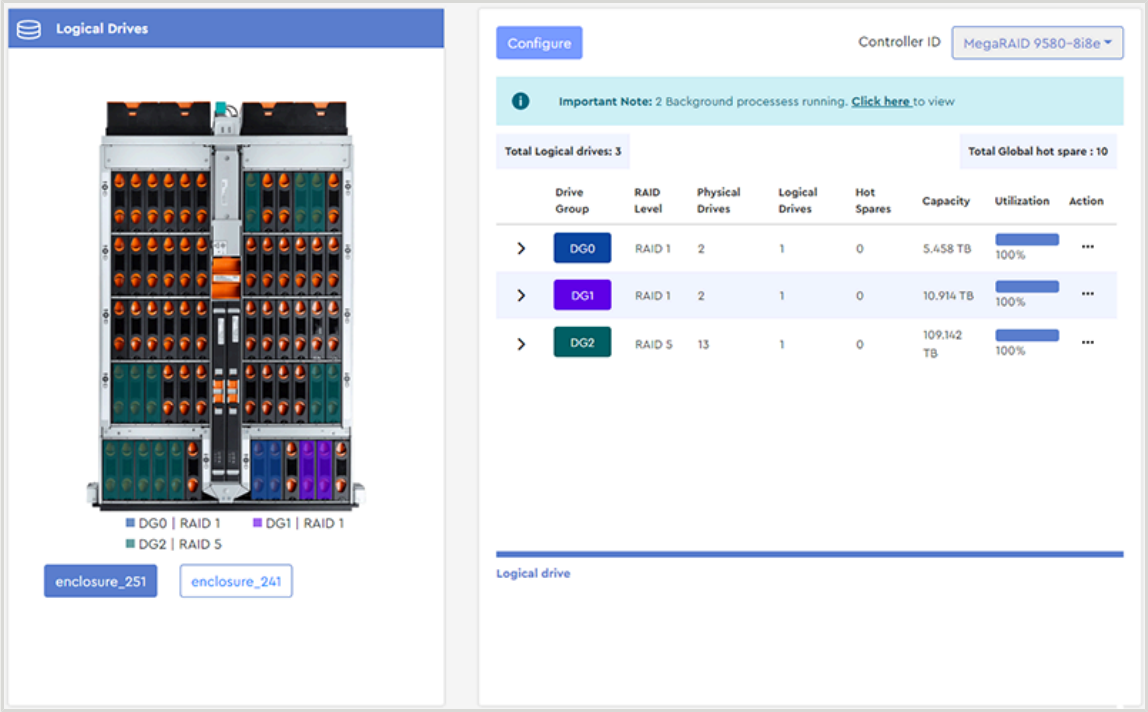 Logical Drives
DG0 | RAID 1
DG1 | RAID 1
DG2 | RAID 5
enclosure_251
enclosure_241
Configure
Controller ID
MegaRAID 9580-8i8e
Important Note: 2 Background processess running. Click here to view
Total Logical drives: 3
Total Global hot spare : 10
Drive Group
RAID Level
Physical Drives
Logical Drives
Hot Spares
Capacity
Utilization
Action
DG0 RAID 1 2 1 0 5.458 TB 100% ...
DG1 RAID 1 2 1 0 10.914 TB 100% ...
DG2 RAID 5 13 1 0 109.142 TB 100% ...
Logical drive